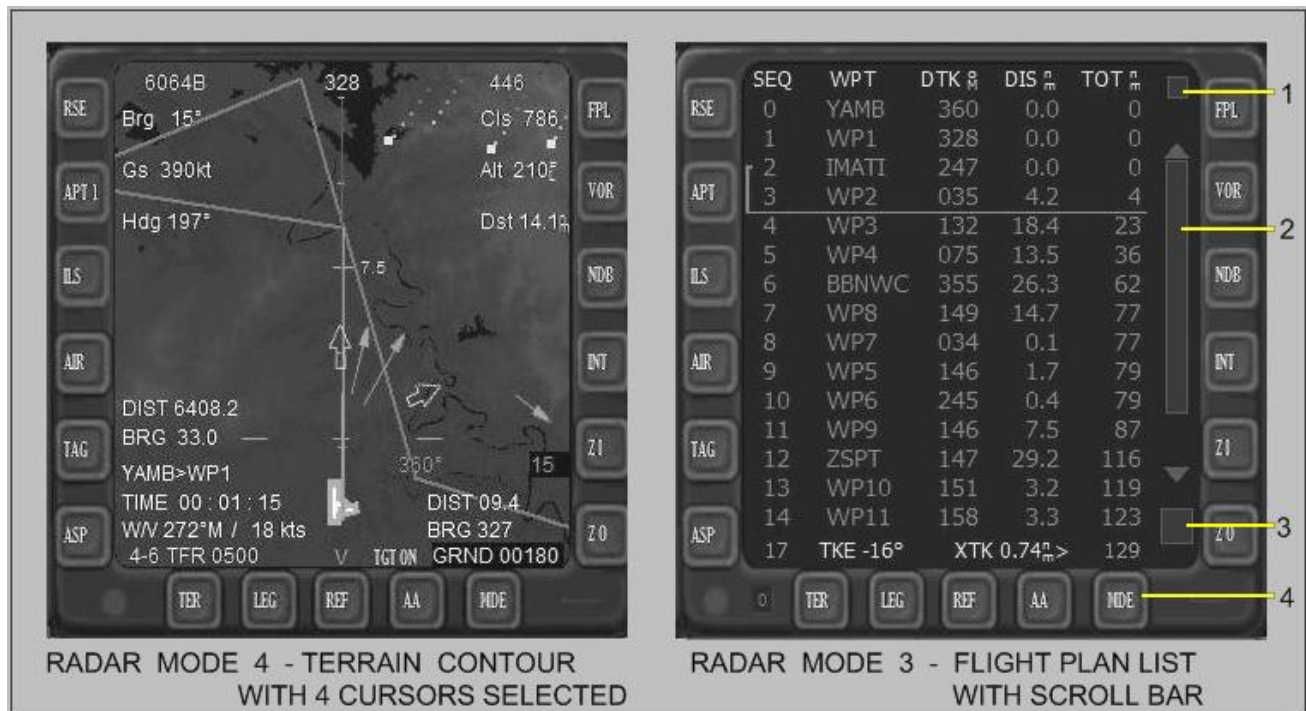 6064B 328 446
RSE Brg 15° Cls 786 FPL
Gs 390kt Alt 210
APT 1 VOR
Hdg 197° Dst 14.1
ILS 7.5 NDB
AIR INT
DIST 6408.2
BRG 33.0
TAG 360° 15 Z I
YAMB>WP1
TIME 00 : 01 : 15 DIST 09.4
ASP W/V 272°M / 18 kts BRG 327 Z 0
4-6 TFR 0500 V TGT ON GRND 00180
TER LEG REF AA MDE
RADAR MODE 4 - TERRAIN CONTOUR
WITH 4 CURSORS SELECTED
SEQ WPT DTK DIS nm TOT nm
1
RSE 0 YAMB 360 0.0 0 FPL
1 WP1 328 0.0 0
2 IMATI 247 0.0 0
APT 3 WP2 035 4.2 4 VOR
4 WP3 132 18.4 23 2
5 WP4 075 13.5 36
ILS 6 BBNWC 355 26.3 62 NDB
7 WP8 149 14.7 77
8 WP7 034 0.1 77
AIR 9 WP5 146 1.7 79 INT
10 WP6 245 0.4 79
11 WP9 146 7.5 87
TAG 12 ZSPT 147 29.2 116 Z I
13 WP10 151 3.2 119
ASP 14 WP11 158 3.3 123 Z 0 3
17 TKE -16° XTK 0.74nm> 129
0 TER LEG REF AA MDE 4
RADAR MODE 3 - FLIGHT PLAN LIST
WITH SCROLL BAR